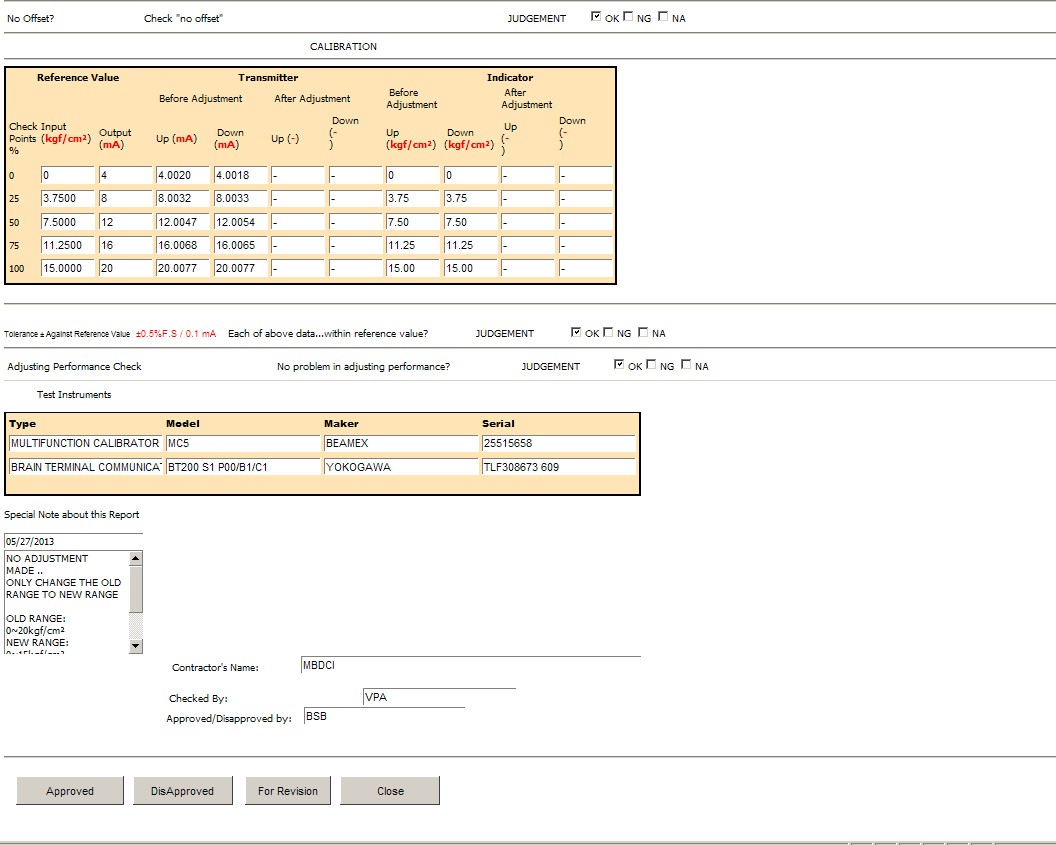 No Offset? Check "no offset" JUDGEMENT OK NG NA
CALIBRATION
Reference Value Transmitter Indicator
Before Adjustment After Adjustment Before Adjustment After Adjustment
Check Points % Input (kgf/cm²) Output (mA) Up (mA) Down (mA) Up (-) Down (-) Up (kgf/cm²) Down (kgf/cm²) Up (-) Down (-)
0 0 4 4.0020 4.0018 - - 0 0 - -
25 3.7500 8 8.0032 8.0033 - - 3.75 3.75 - -
50 7.5000 12 12.0047 12.0054 - - 7.50 7.50 - -
75 11.2500 16 16.0068 16.0065 - - 11.25 11.25 - -
100 15.0000 20 20.0077 20.0077 - - 15.00 15.00 - -
Tolerance ± Against Reference Value ±0.5%F.S / 0.1 mA Each of above data...within reference value? JUDGEMENT OK NG NA
Adjusting Performance Check No problem in adjusting performance? JUDGEMENT OK NG NA
Test Instruments
Type Model Maker Serial
MULTIFUNCTION CALIBRATOR MC5 BEAMEX 25515658
BRAIN TERMINAL COMMUNICA BT200 S1 P00/B1/C1 YOKOGAWA TLF308673 609
Special Note about this Report
05/27/2013
NO ADJUSTMENT
MADE ..
ONLY CHANGE THE OLD
RANGE TO NEW RANGE
OLD RANGE:
0~20kgf/cm²
NEW RANGE:
0~15kgf/cm²
Contractor's Name: MBDCI
Checked By: VPA
Approved/Disapproved by: BSB
Approved DisApproved For Revision Close